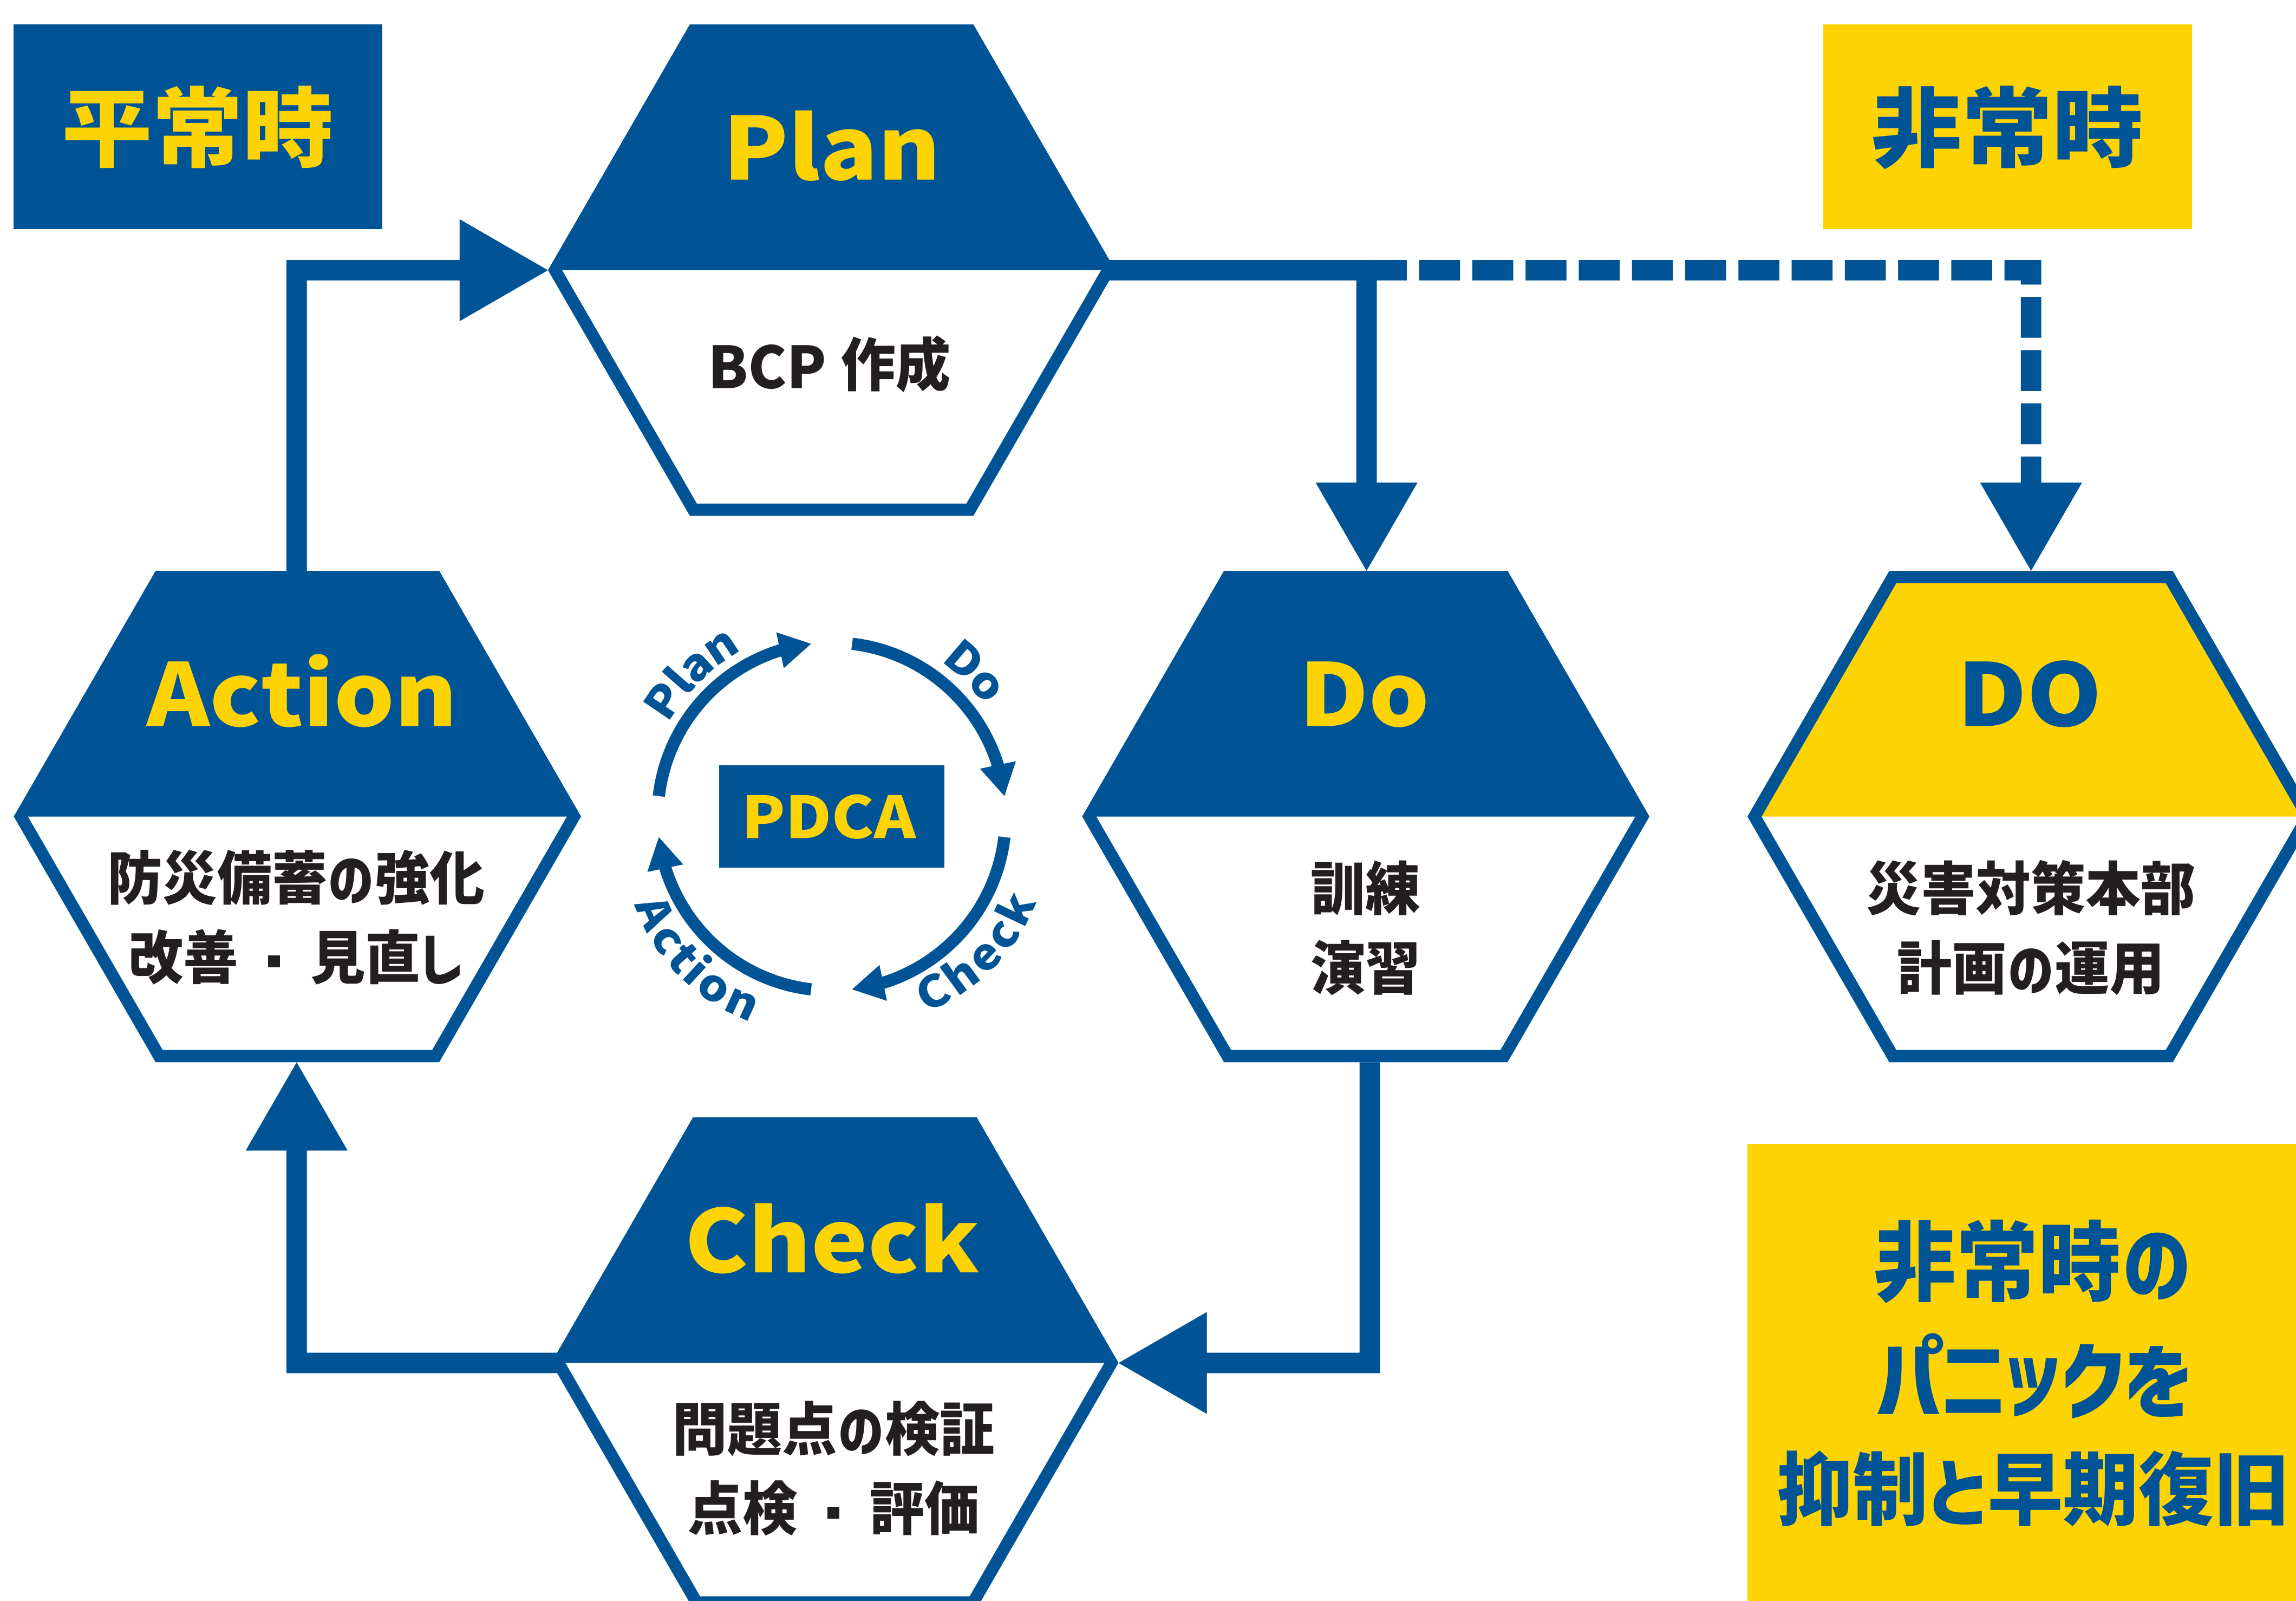 平常時
Plan
BCP 作成
非常時
Action
防災備蓄の強化
改善・見直し
Plan
Do
PDCA
Action
Check
Do
訓練
演習
DO
災害対策本部
計画の運用
Check
問題点の検証
点検・評価
非常時の
パニックを
抑制と早期復旧